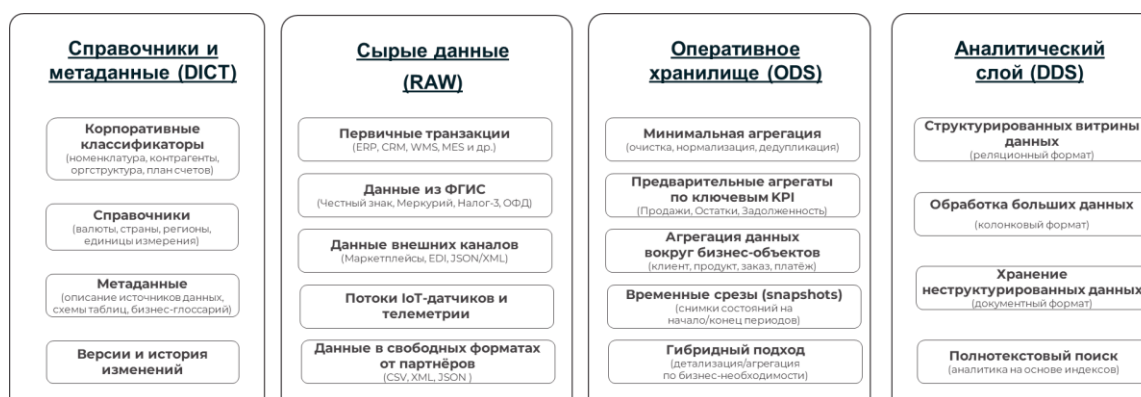 Справочники и
метаданные (DICT)
Корпоративные
классификаторы
(номенклатура, контрагенты,
оргструктура, план счетов)
Справочники
(валюты, страны, регионы,
единицы измерения)
Метаданные
(описание источников данных,
схемы таблиц, бизнес-глоссарий)
Версии и история
изменений
Сырые данные
(RAW)
Первичные транзакции
(ERP, CRM, WMS, MES и др.)
Данные из ФГИС
(Честный знак, Меркурий, Налог-3, ОФД)
Данные внешних каналов
(Маркетплейсы, EDI, JSON/XML)
Потоки IoT-датчиков и
телеметрии
Данные в свободных форматах
от партнёров
(CSV, XML, JSON )
Оперативное
хранилище (ODS)
Минимальная агрегация
(очистка, нормализация, дедупликация)
Предварительные агрегаты
по ключевым KPI
(Продажи, Остатки, Задолженность)
Агрегация данных
вокруг бизнес-объектов
(клиент, продукт, заказ, платёж)
Временные срезы (snapshots)
(снимки состояний на
начало/конец периодов)
Гибридный подход
(детализация/агрегация
по бизнес-необходимости)
Аналитический
слой (DDS)
Структурированных витрины
данных
(реляционный формат)
Обработка больших данных
(колонковый формат)
Хранение
неструктурированных данных
(документный формат)
Полнотекстовый поиск
(аналитика на основе индексов)